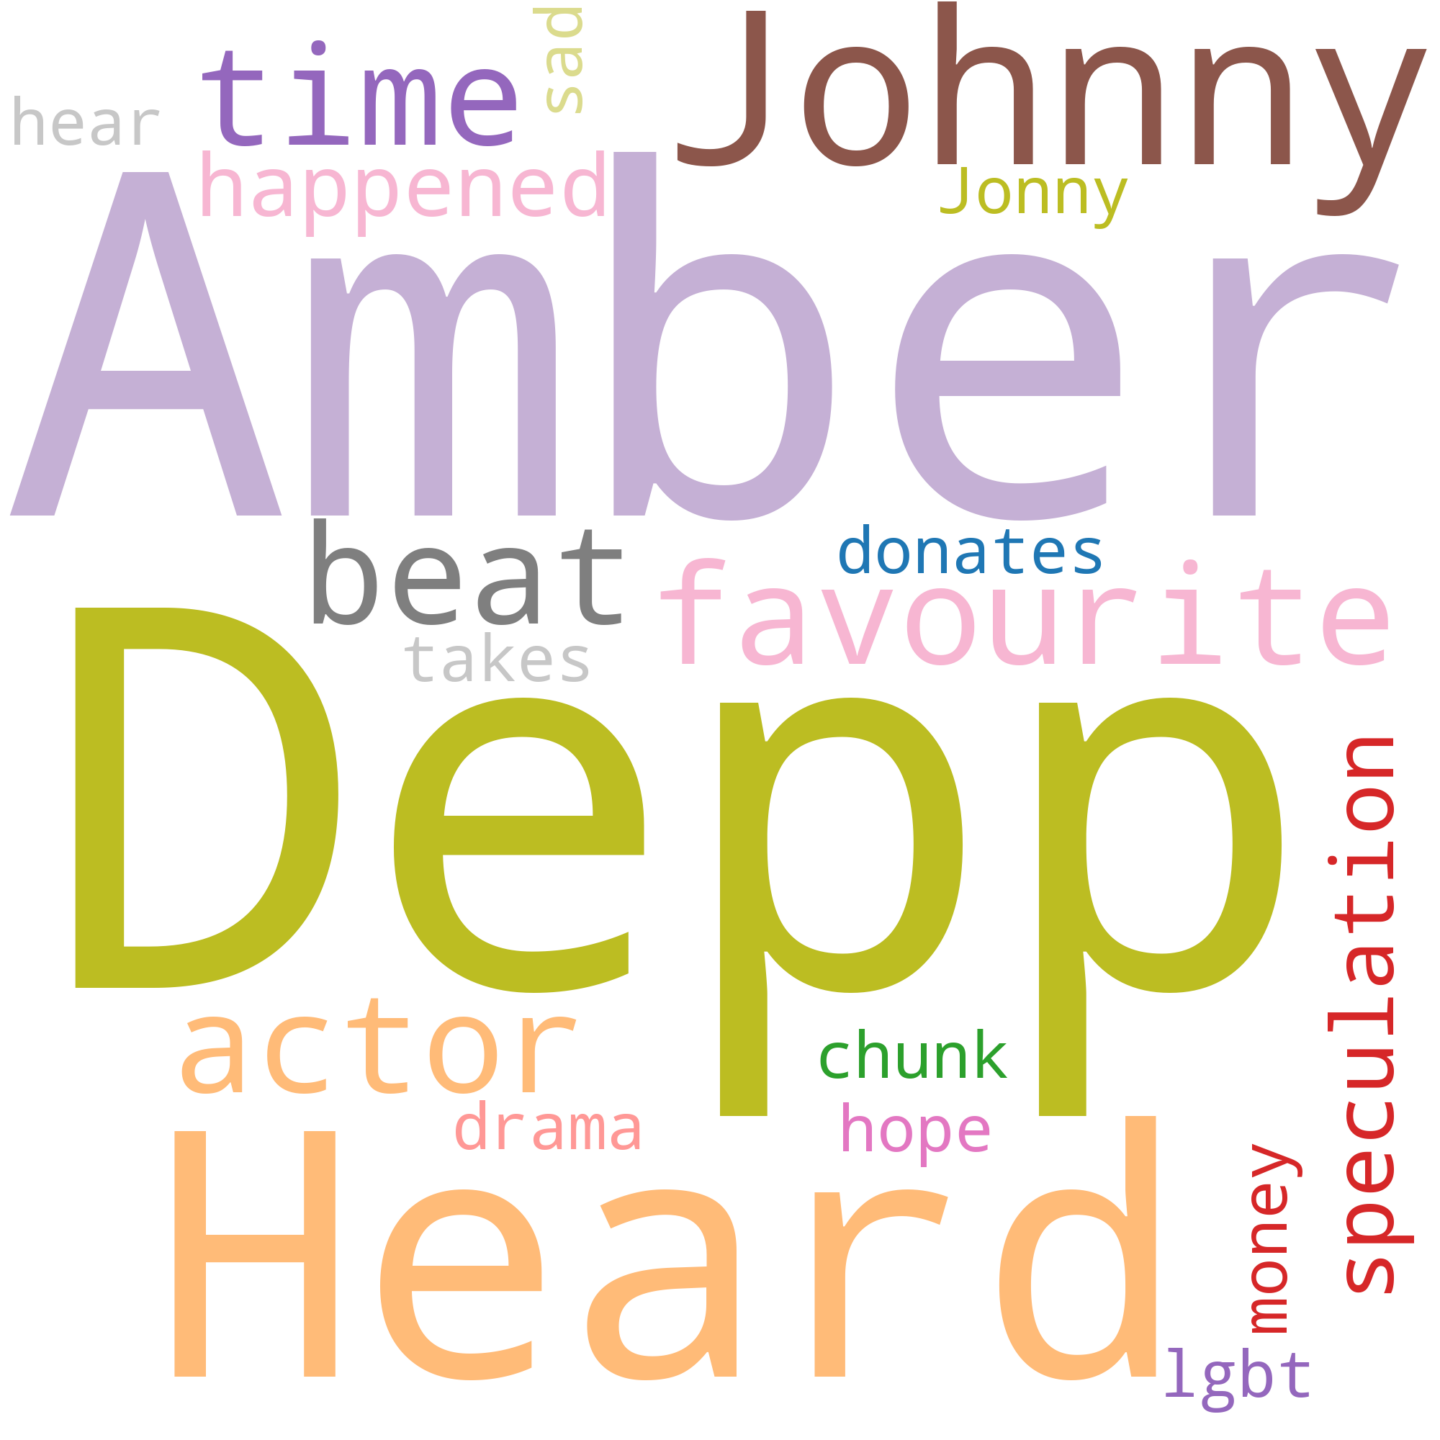 Johnny
sad
time
hear
happened
Jonny
Amber
beat
donates
favourite
takes
Depp
speculation
actor
chunk
drama
hope
Heard
money
lgbt